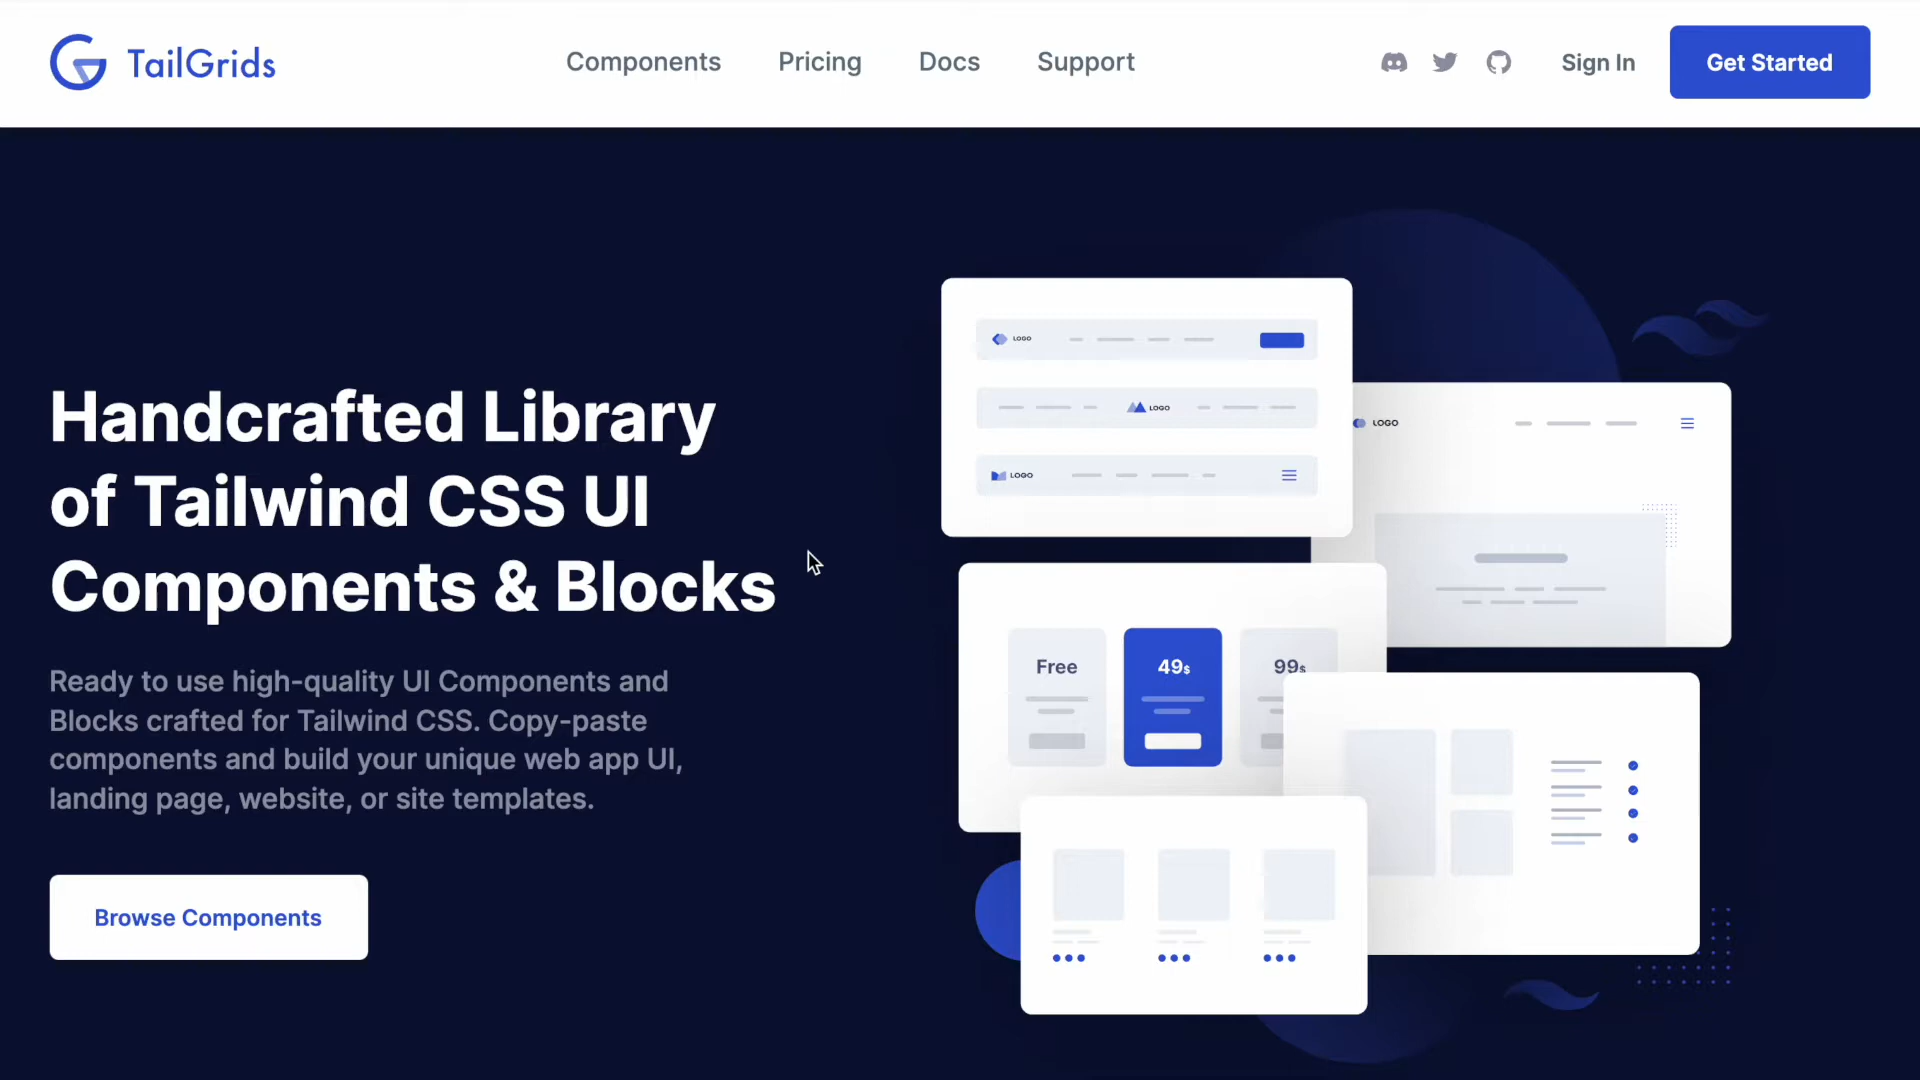 TailGrids
Components Pricing Docs Support
Sign In
Get Started
Handcrafted Library
of Tailwind CSS UI
Components & Blocks
Ready to use high-quality UI Components and
Blocks crafted for Tailwind CSS. Copy-paste
components and build your unique web app UI,
landing page, website, or site templates.
Browse Components
LOGO
LOGO
LOGO
LOGO
Free
49$
99$